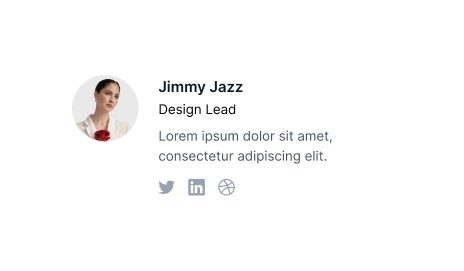 Jimmy Jazz
Design Lead
Lorem ipsum dolor sit amet,
consectetur adipiscing elit.